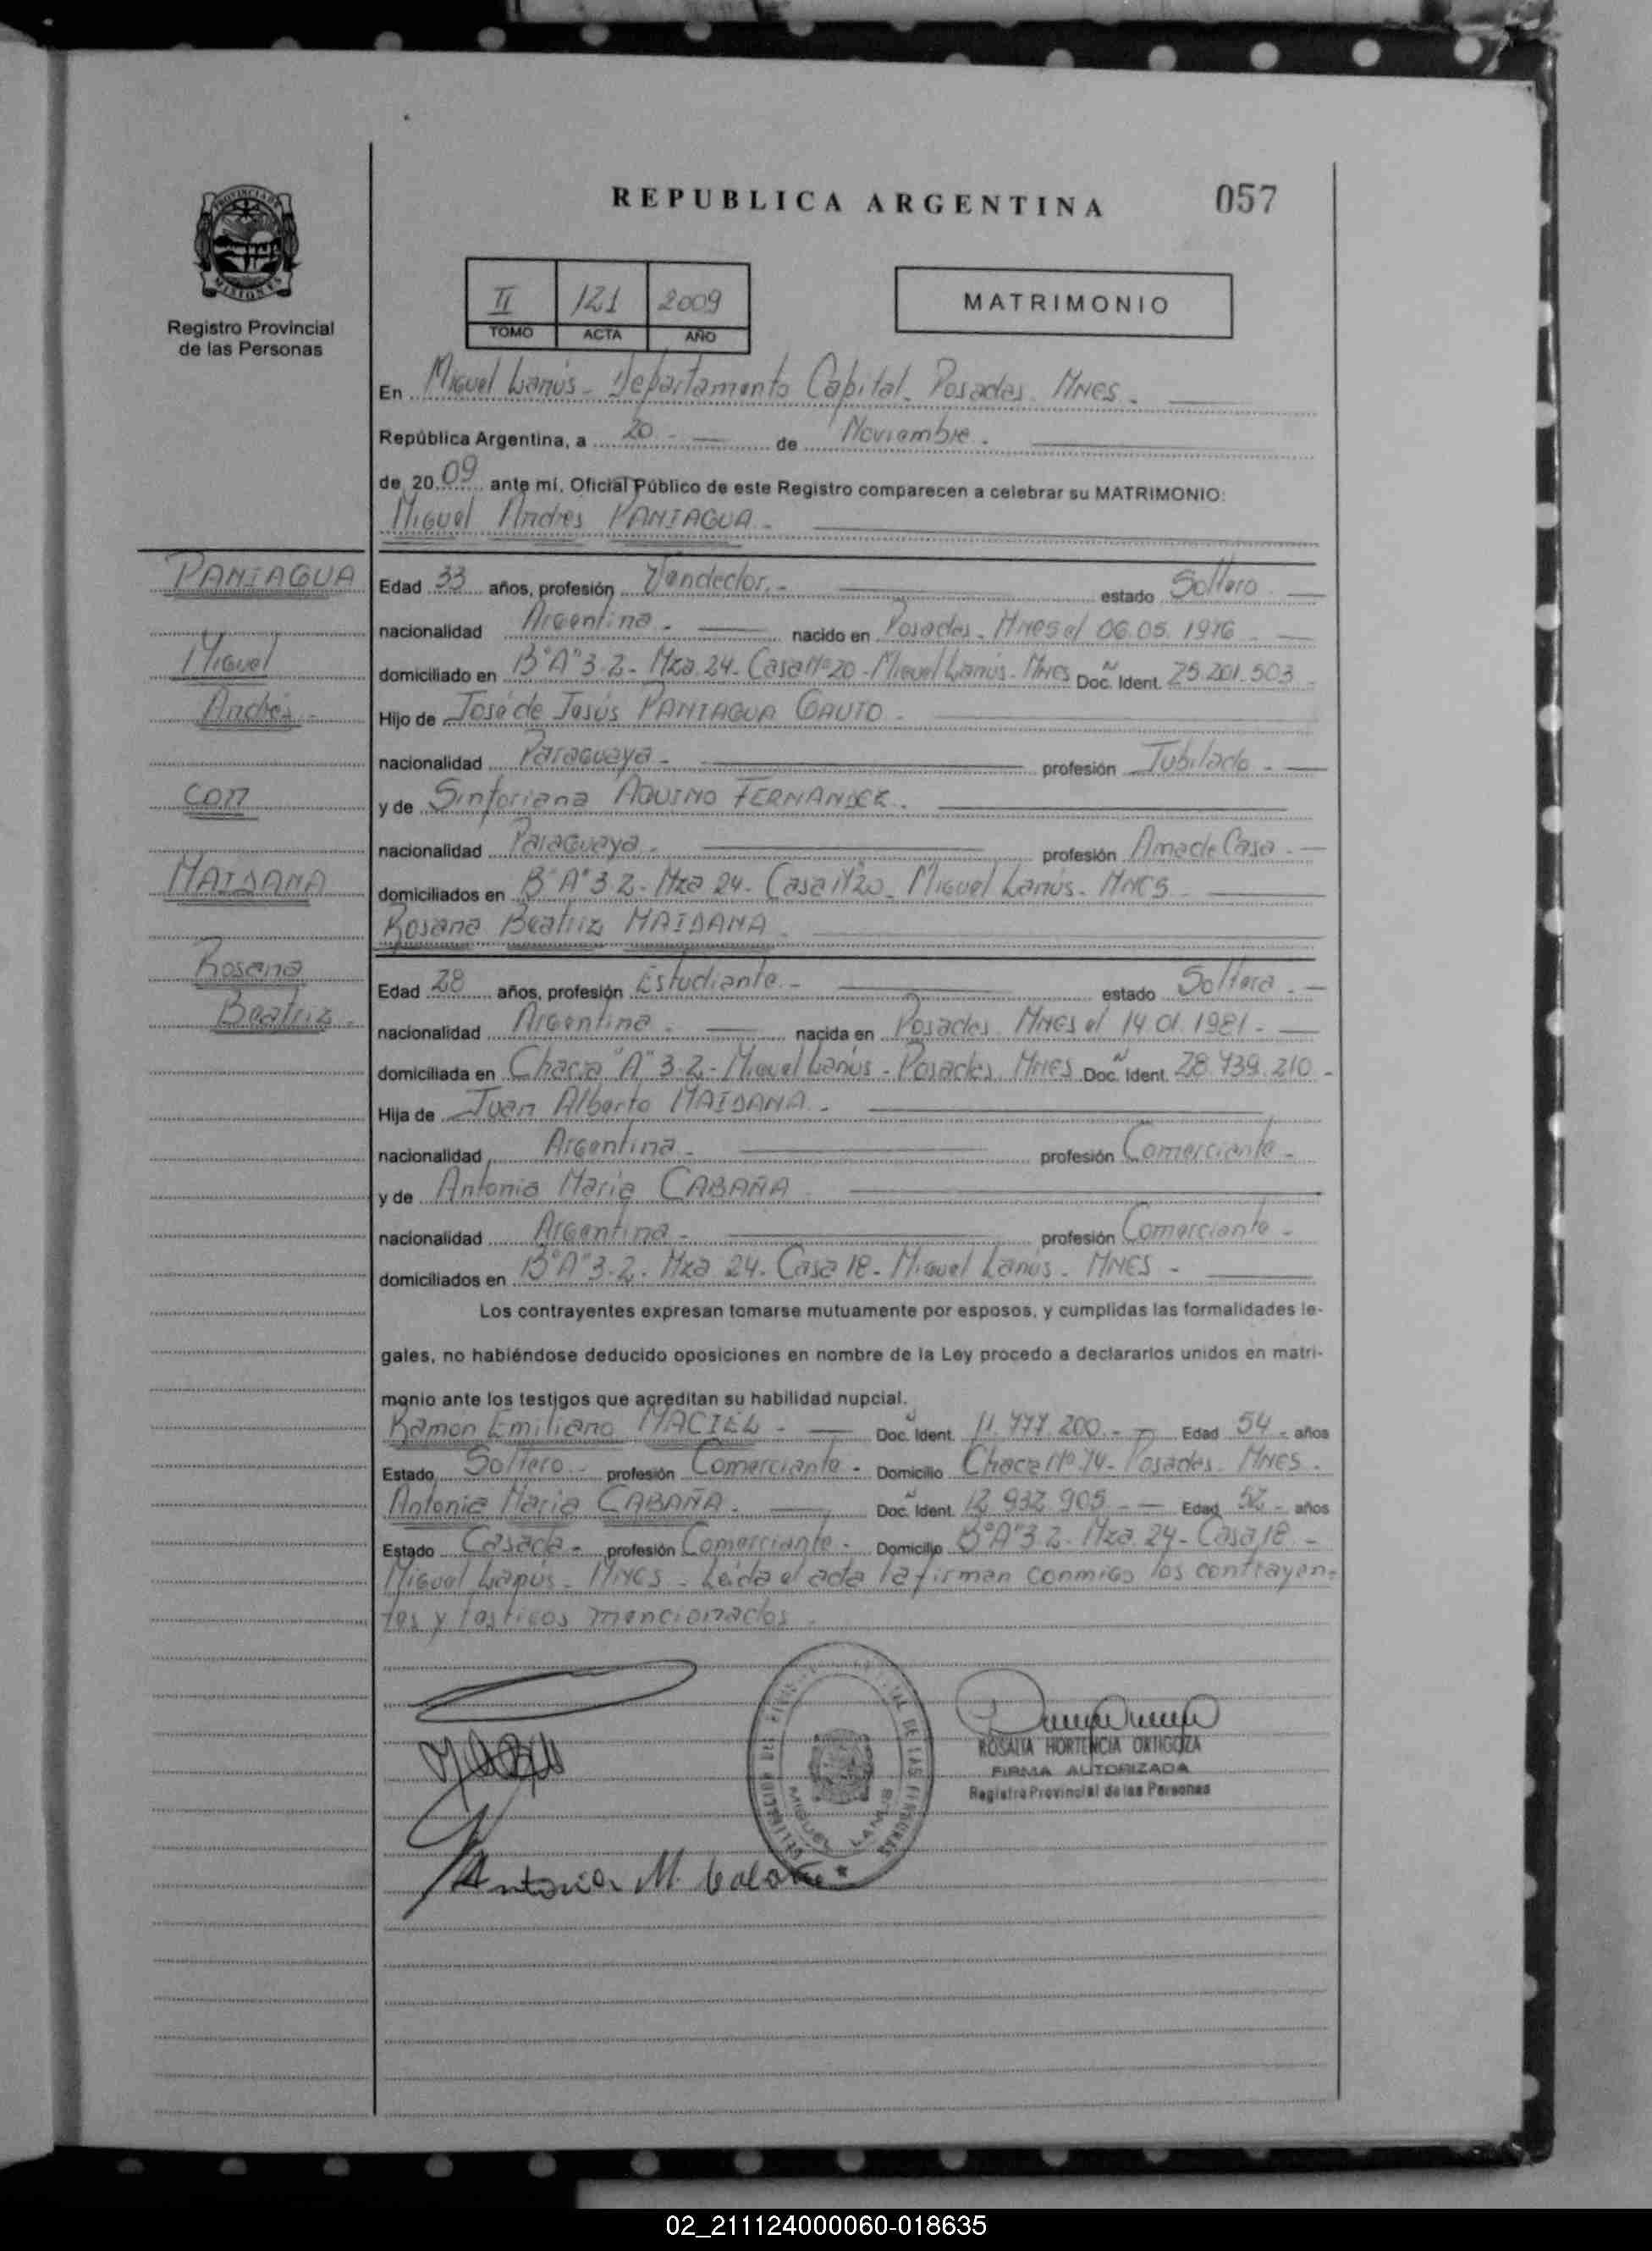 REPUBLICA ARGENTINA
057
PROVINCIA DE
MISIONES
Registro Provincial
de las Personas
II 121 2009
TOMO ACTA AÑO
MATRIMONIO
En Miguel Lanús - Departamento Capital. Posadas. Mnes. -
República Argentina, a 20 - de Noviembre. -
de 2009 ante mí, Oficial Público de este Registro comparecen a celebrar su MATRIMONIO:
Miguel Andres PANIAGUA. -
PANIAGUA
Miguel
Andrés -
con
MAIDANA
Rosana
Beatriz -
Edad 33 años, profesión Vendedor. - estado Soltero
nacionalidad Argentina - nacido en Posadas - Mnes el 06.05.1976
domiciliado en B°"A" 3-2- Mza 24- Casa Nº 20 - Miguel Lanús - Mnes Doc. Ident. 25.201.503 -
Hijo de José de Jesús PANIAGUA GAUTO -
nacionalidad Paraguaya - profesión Jubilado -
y de Sinforiana AQUINO FERNANDEZ. -
nacionalidad Paraguaya - profesión Ama de Casa -
domiciliados en B°"A" 3-2- Mza 24- Casa Nº20 - Miguel Lanús - Mnes
Rosana Beatriz MAIDANA -
Edad 28 años, profesión Estudiante - estado Soltera -
nacionalidad Argentina - nacida en Posadas. Mnes el 14.01.1981 -
domiciliada en Chacra "A" 3-2- Miguel Lanús - Posadas. Mnes Doc. Ident. 28.739.210 -
Hija de Juan Alberto MAIDANA -
nacionalidad Argentina - profesión Comerciante -
y de Antonia Maria CABAÑA
nacionalidad Argentina - profesión Comerciante -
domiciliados en B°"A" 3-2- Mza 24- Casa 18- Miguel Lanús - MNES -
Los contrayentes expresan tomarse mutuamente por esposos, y cumplidas las formalidades le-
gales, no habiéndose deducido oposiciones en nombre de la Ley procedo a declararlos unidos en matri-
monio ante los testigos que acreditan su habilidad nupcial.
Ramon Emiliano MACIEL - Doc. Ident. 11.777.200 - Edad 54 - años
Estado Soltero - profesión Comerciante - Domicilio Chacra Nº 74- Posadas. Mnes.
Antonia Maria CABAÑA - Doc. Ident. 12.932.905 - Edad 52 - años
Estado Casada - profesión Comerciante - Domicilio B°"A" 3-2- Mza. 24- Casa 18 -
Miguel Lanús - Mnes - Leida el acta la firman conmigo los contrayen-
tes y testigos mencionados
ROSALIA HORTENCIA ORTIGOZA
FIRMA AUTORIZADA
Registro Provincial de las Personas
MIGUEL LANUS
Antonia M. Cabaña
02_211124000060-018635